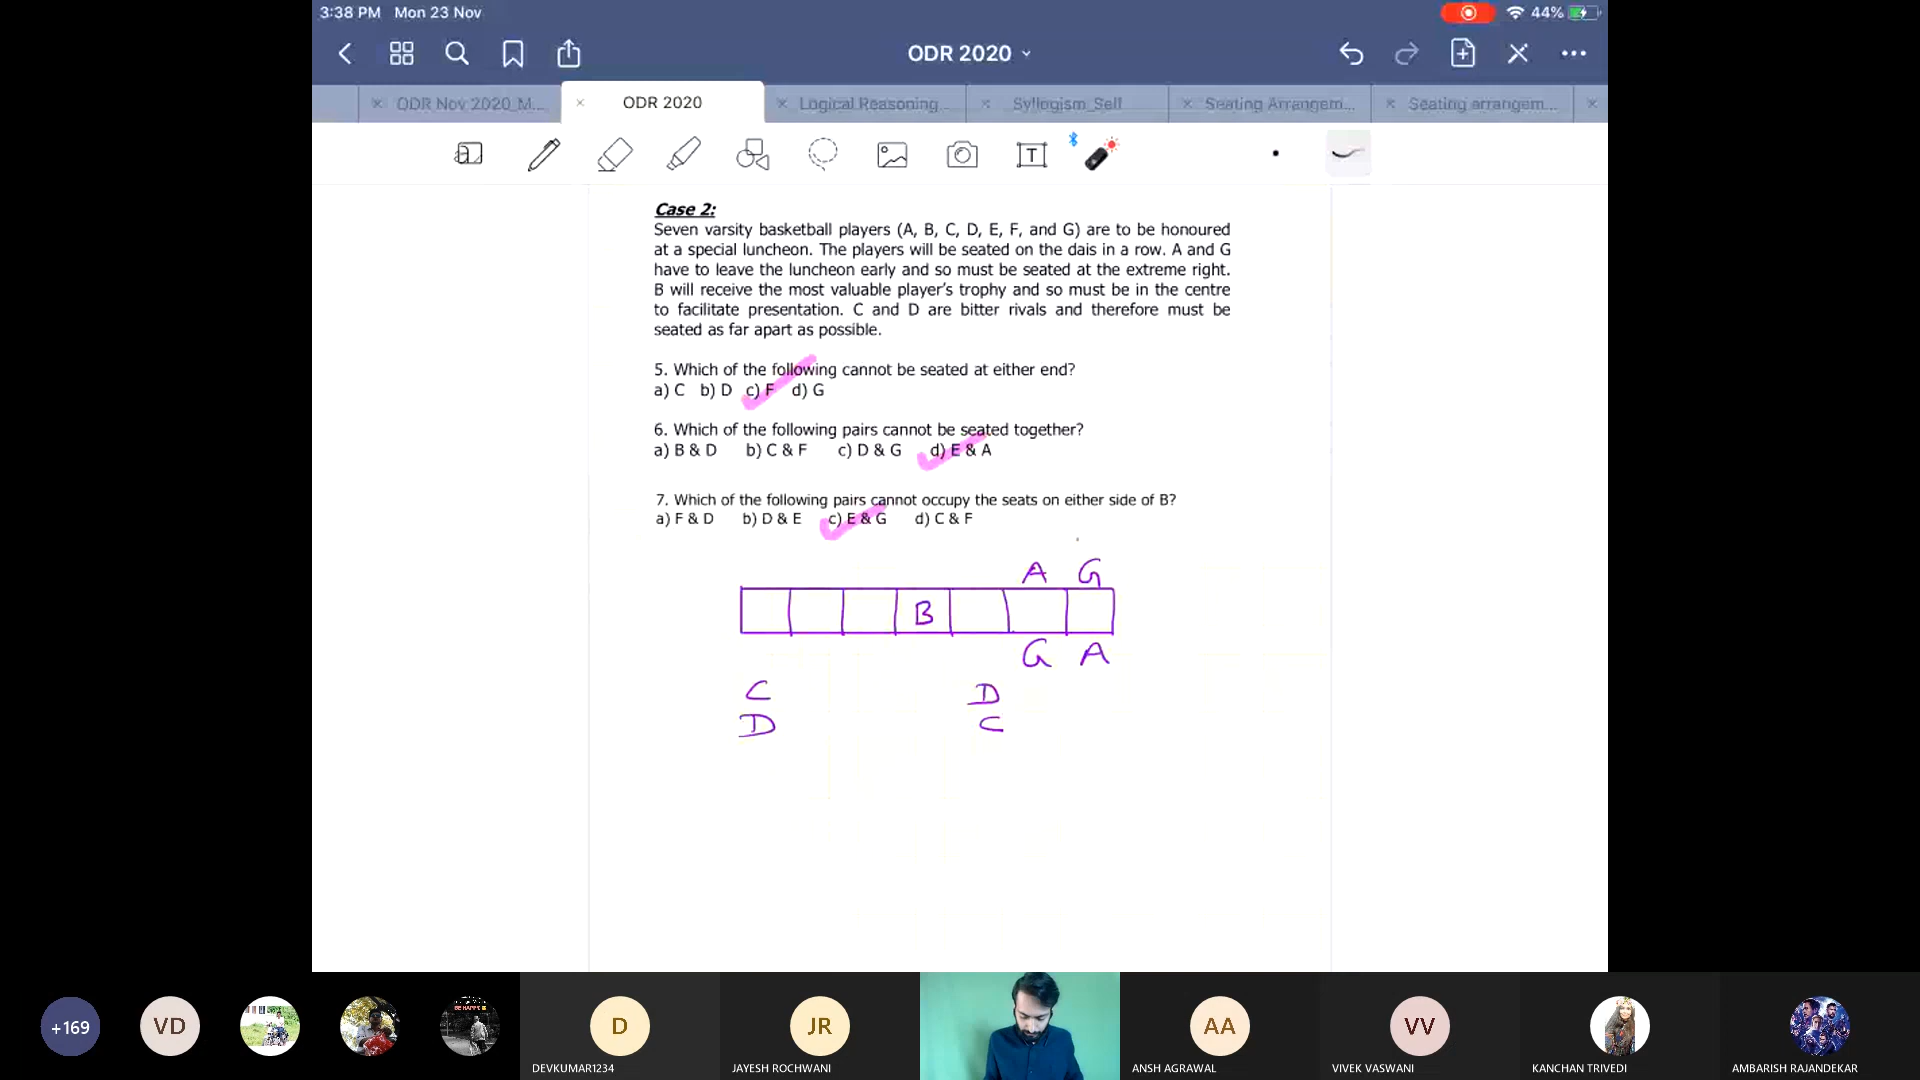 3:38 PM Mon 23 Nov
44%
ODR 2020
ODR Nov 2020_M...
ODR 2020
Logical Reasoning...
Syllogism_Self
Seating Arrangem...
Seating arrangem...
T
Case 2:
Seven varsity basketball players (A, B, C, D, E, F, and G) are to be honoured
at a special luncheon. The players will be seated on the dais in a row. A and G
have to leave the luncheon early and so must be seated at the extreme right.
B will receive the most valuable player's trophy and so must be in the centre
to facilitate presentation. C and D are bitter rivals and therefore must be
seated as far apart as possible.
5. Which of the following cannot be seated at either end?
a) C b) D c) F d) G
6. Which of the following pairs cannot be seated together?
a) B & D b) C & F c) D & G d) E & A
7. Which of the following pairs cannot occupy the seats on either side of B?
a) F & D b) D & E c) E & G d) C & F
A G
B
G A
C D
D C
+169
VD
BE HAPPY
D
JR
AA
VV
DEVKUMAR1234
JAYESH ROCHWANI
ANSH AGRAWAL
VIVEK VASWANI
KANCHAN TRIVEDI
AMBARISH RAJANDEKAR